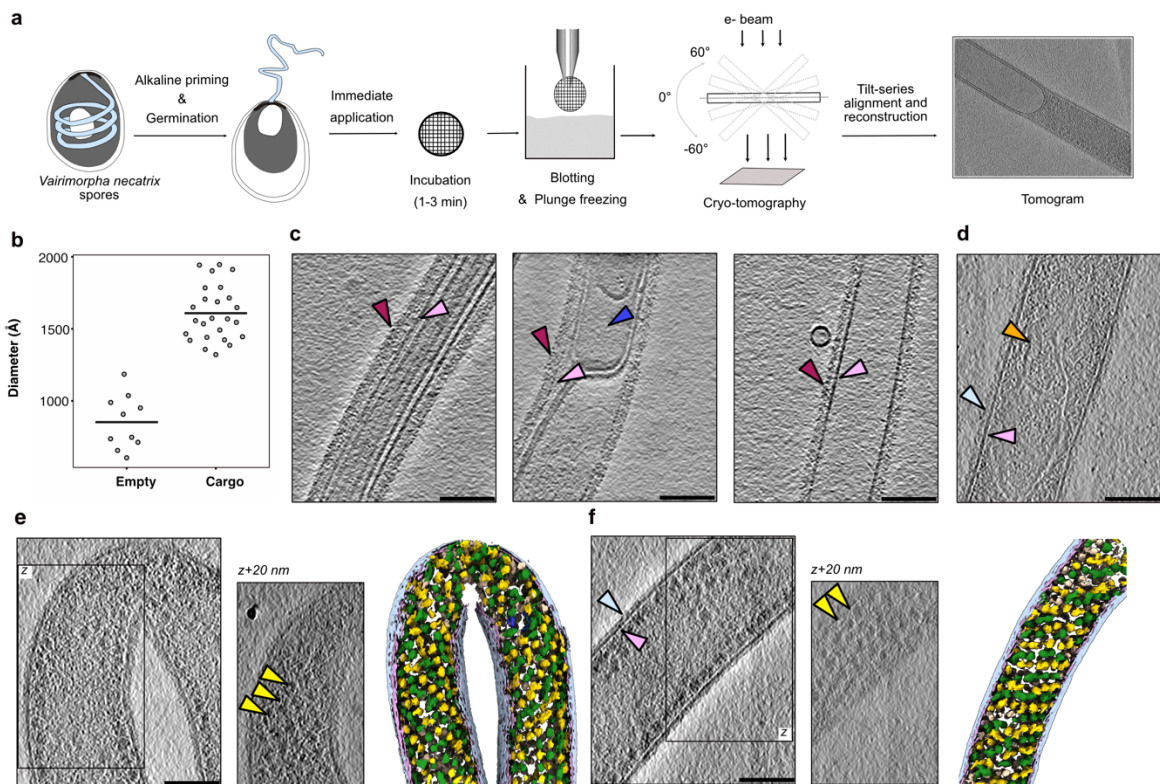 a
Alkaline priming
&
Germination
Vairimorpha necatrix
spores
Immediate
application
Incubation
(1-3 min)
Blotting
& Plunge freezing
e- beam
60°
0°
-60°
Cryo-tomography
Tilt-series
alignment and
reconstruction
Tomogram
b
Diameter (Å)
2000
1500
1000
Empty
Cargo
c
d
e
z
z+20 nm
f
z
z+20 nm